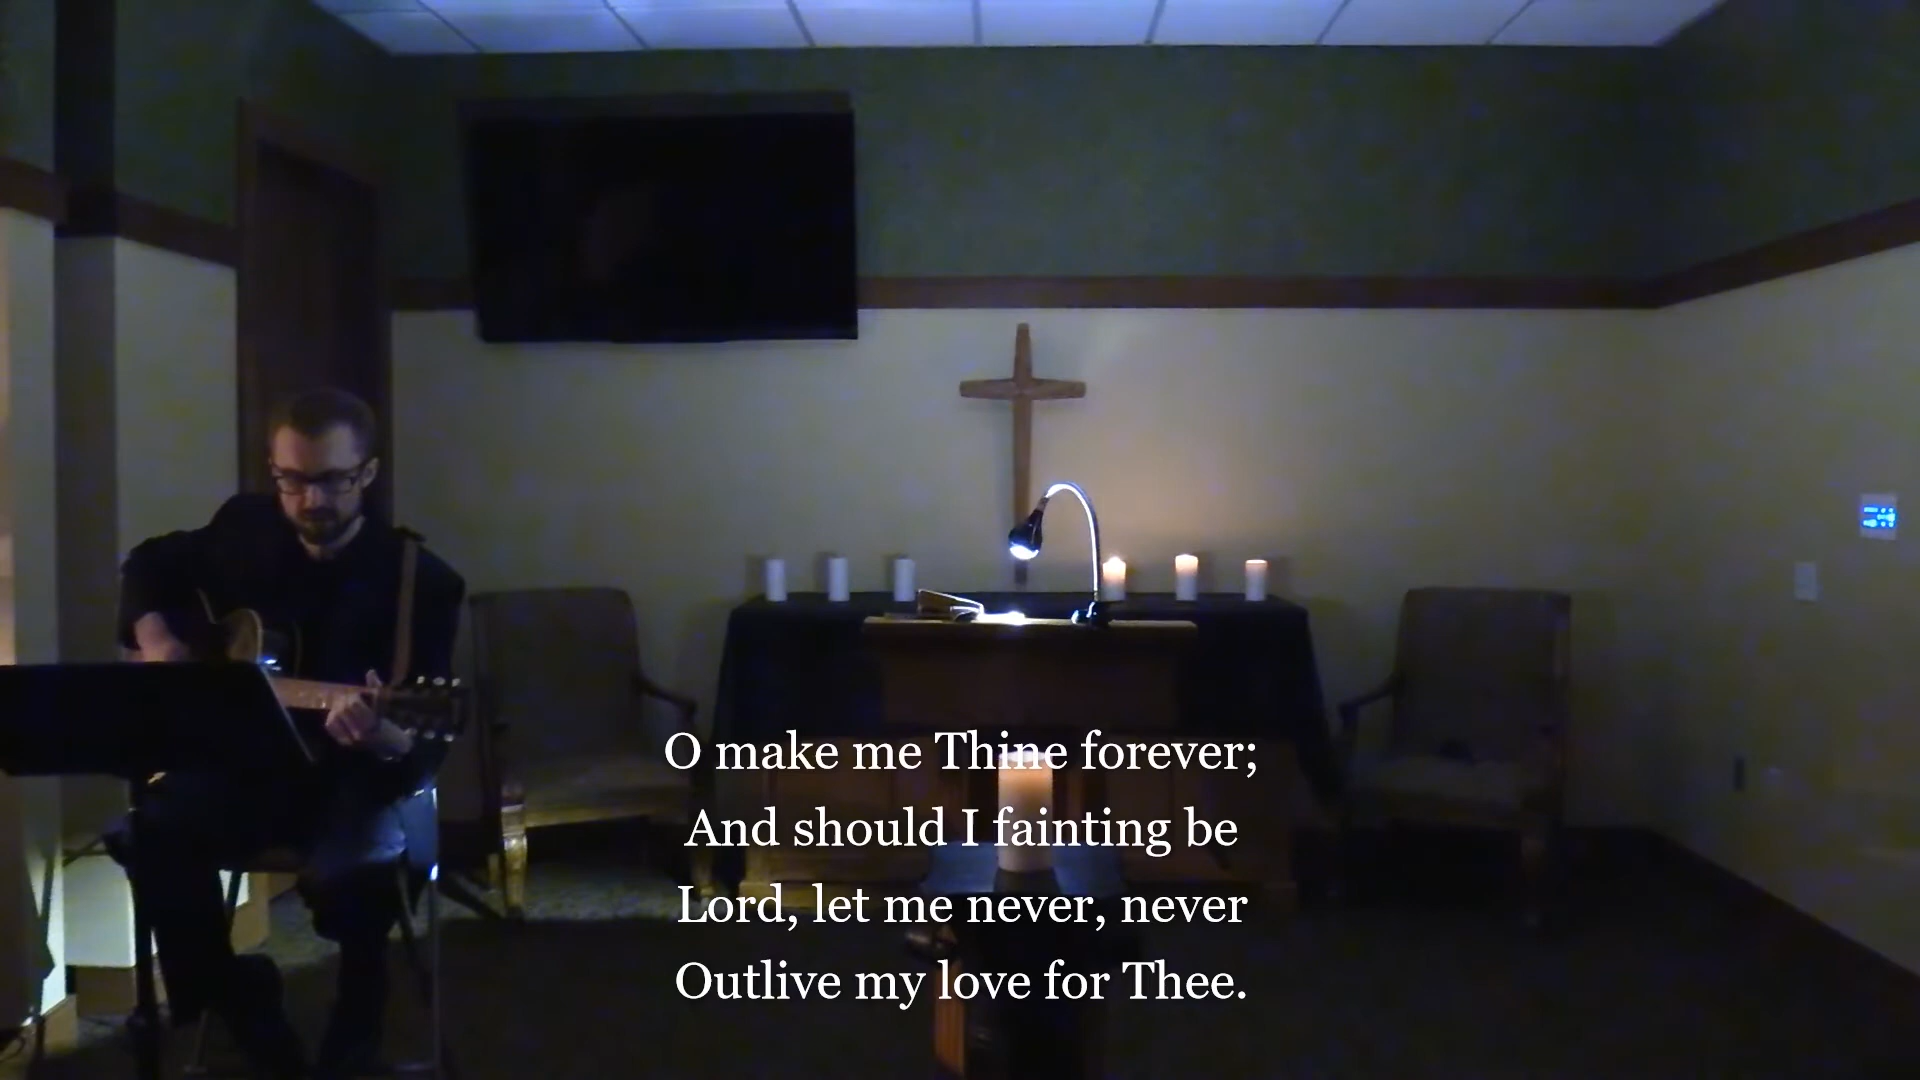 O make me Thine forever;
And should I fainting be
Lord, let me never, never
Outlive my love for Thee.